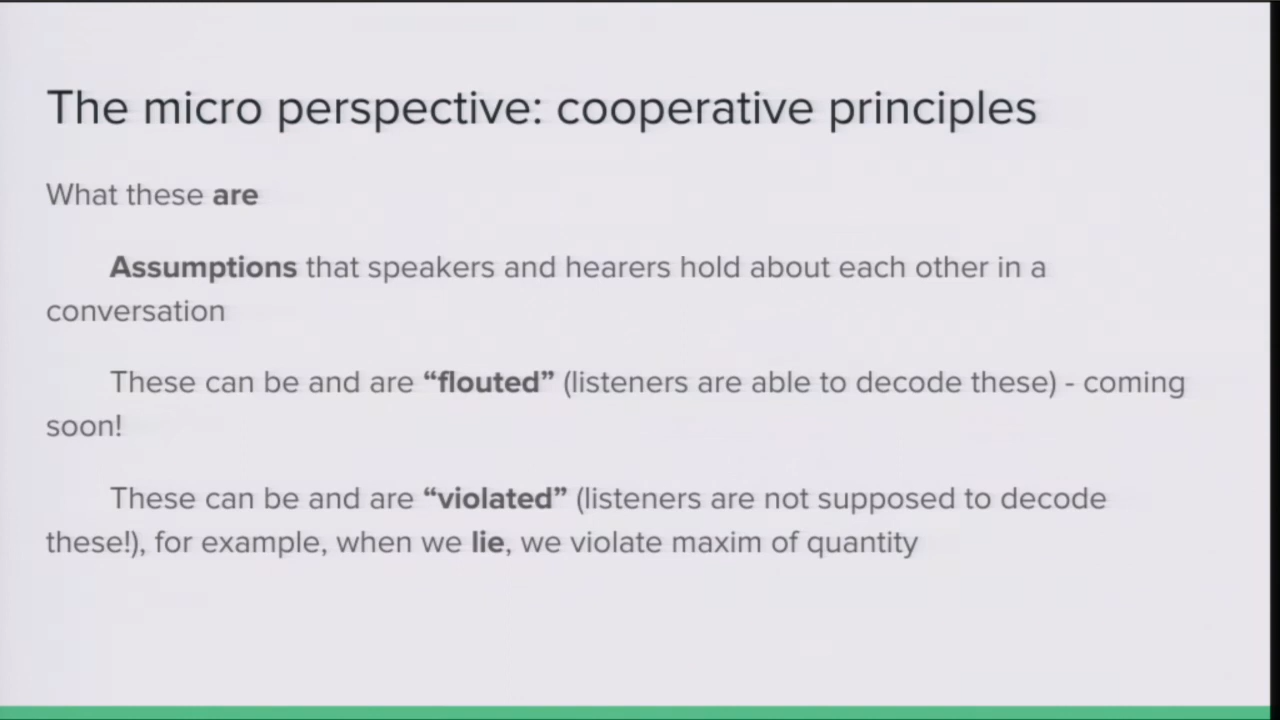 The micro perspective: cooperative principles
What these are
Assumptions that speakers and hearers hold about each other in a
conversation
These can be and are “flouted” (listeners are able to decode these) - coming
soon!
These can be and are “violated” (listeners are not supposed to decode
these!), for example, when we lie, we violate maxim of quantity